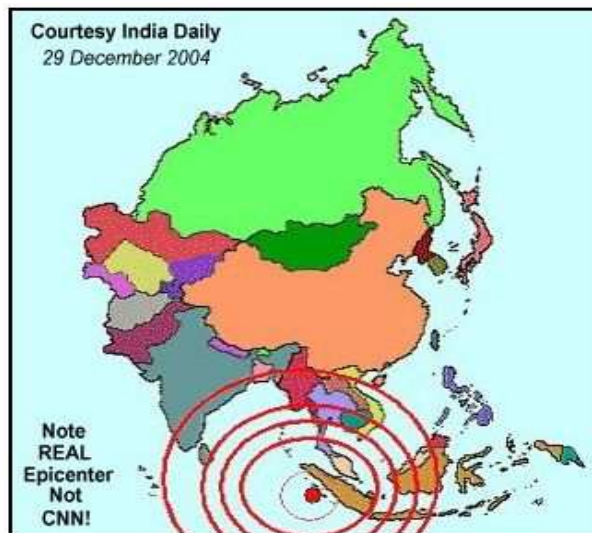 Courtesy India Daily
29 December 2004
Note
REAL
Epicenter
Not
CNN!